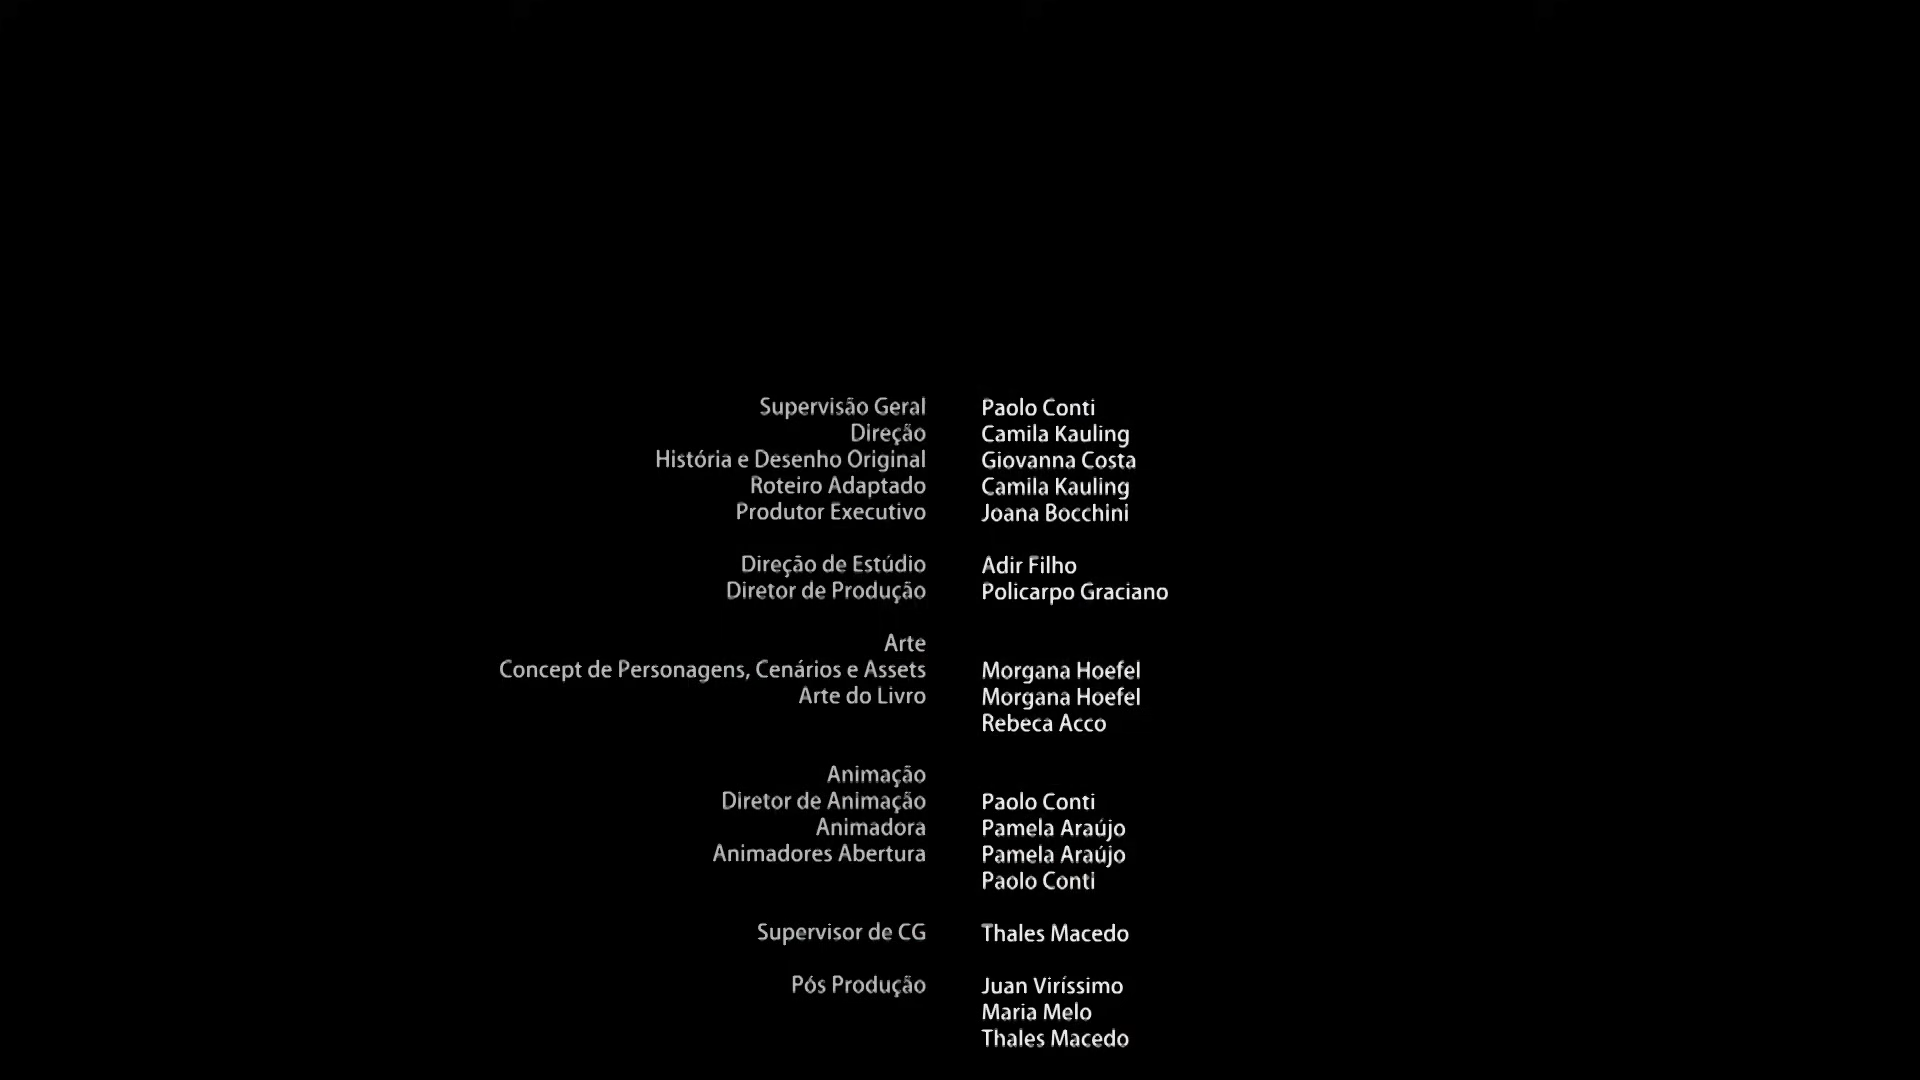 Supervisão Geral Paolo Conti
Direção Camila Kauling
História e Desenho Original Giovanna Costa
Roteiro Adaptado Camila Kauling
Produtor Executivo Joana Bocchini
Direção de Estúdio Adir Filho
Diretor de Produção Policarpo Graciano
Arte
Concept de Personagens, Cenários e Assets Morgana Hoefel
Arte do Livro Morgana Hoefel
Rebeca Acco
Animação
Diretor de Animação Paolo Conti
Animadora Pamela Araújo
Animadores Abertura Pamela Araújo
Paolo Conti
Supervisor de CG Thales Macedo
Pós Produção Juan Viríssimo
Maria Melo
Thales Macedo